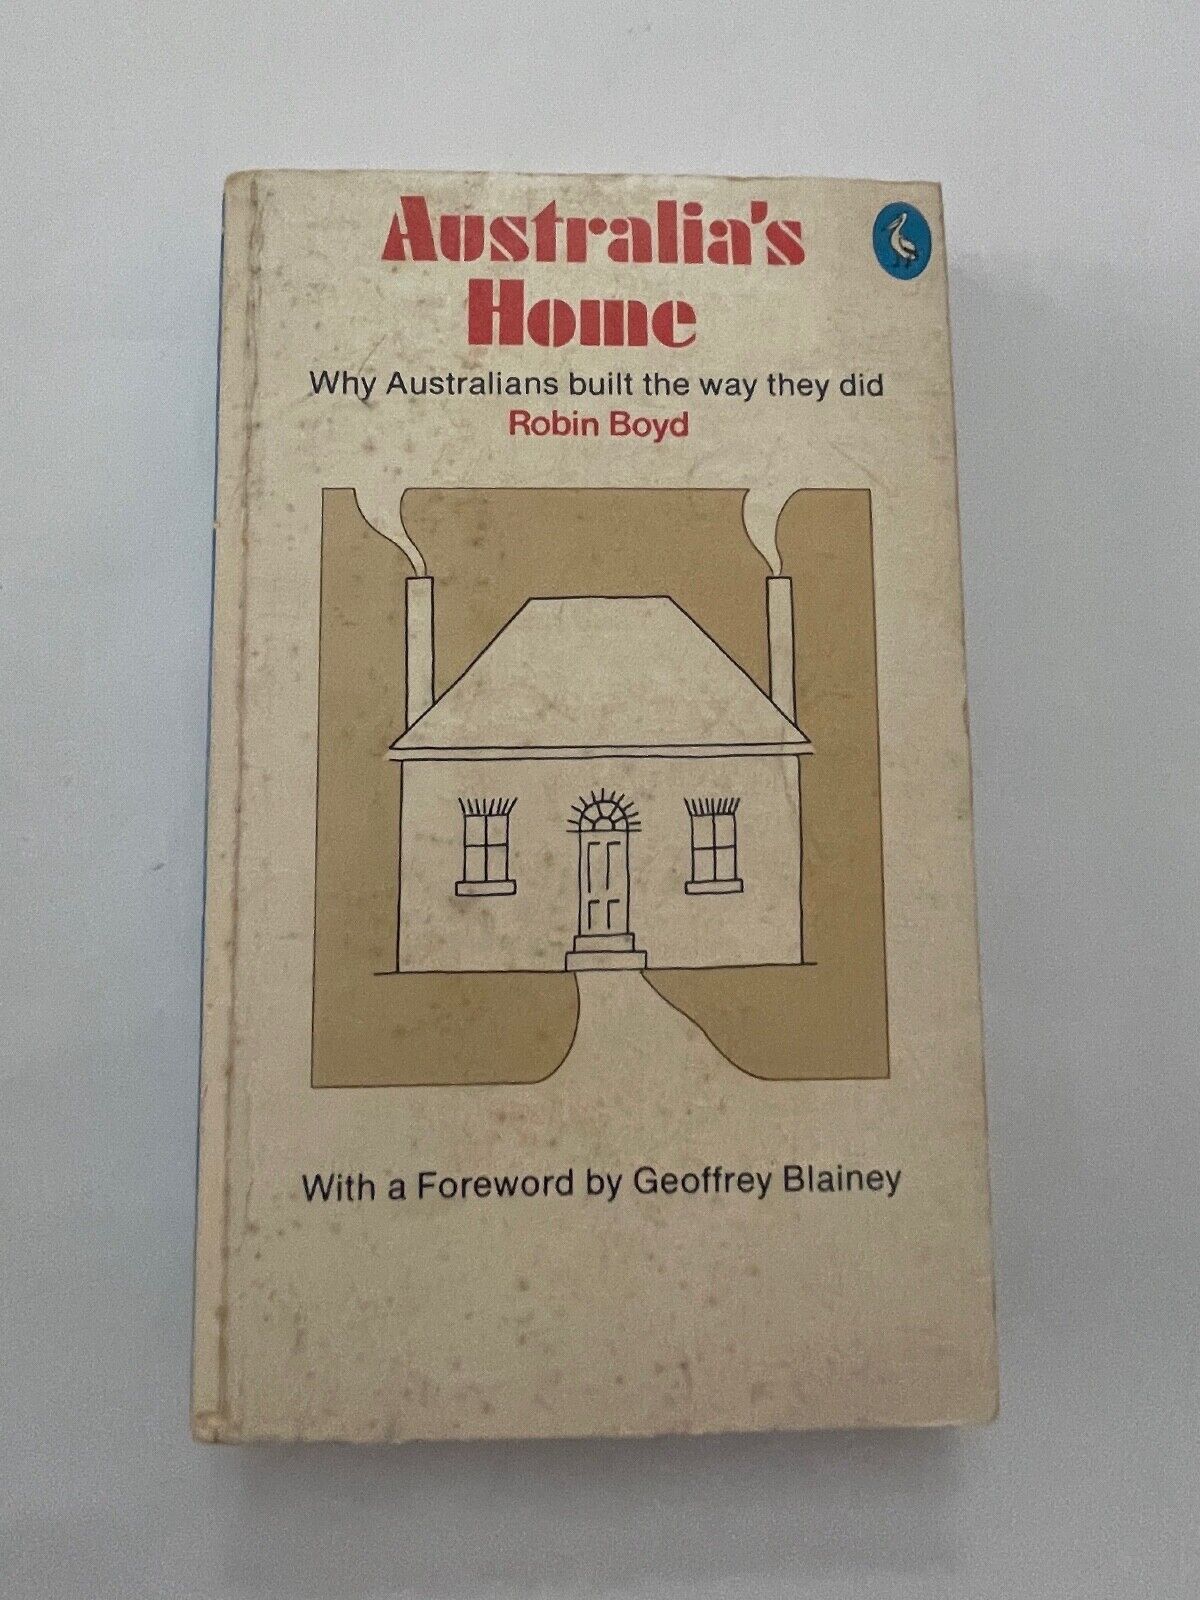 Australia's
Home
Why Australians built the way they did
Robin Boyd
With a Foreword by Geoffrey Blainey